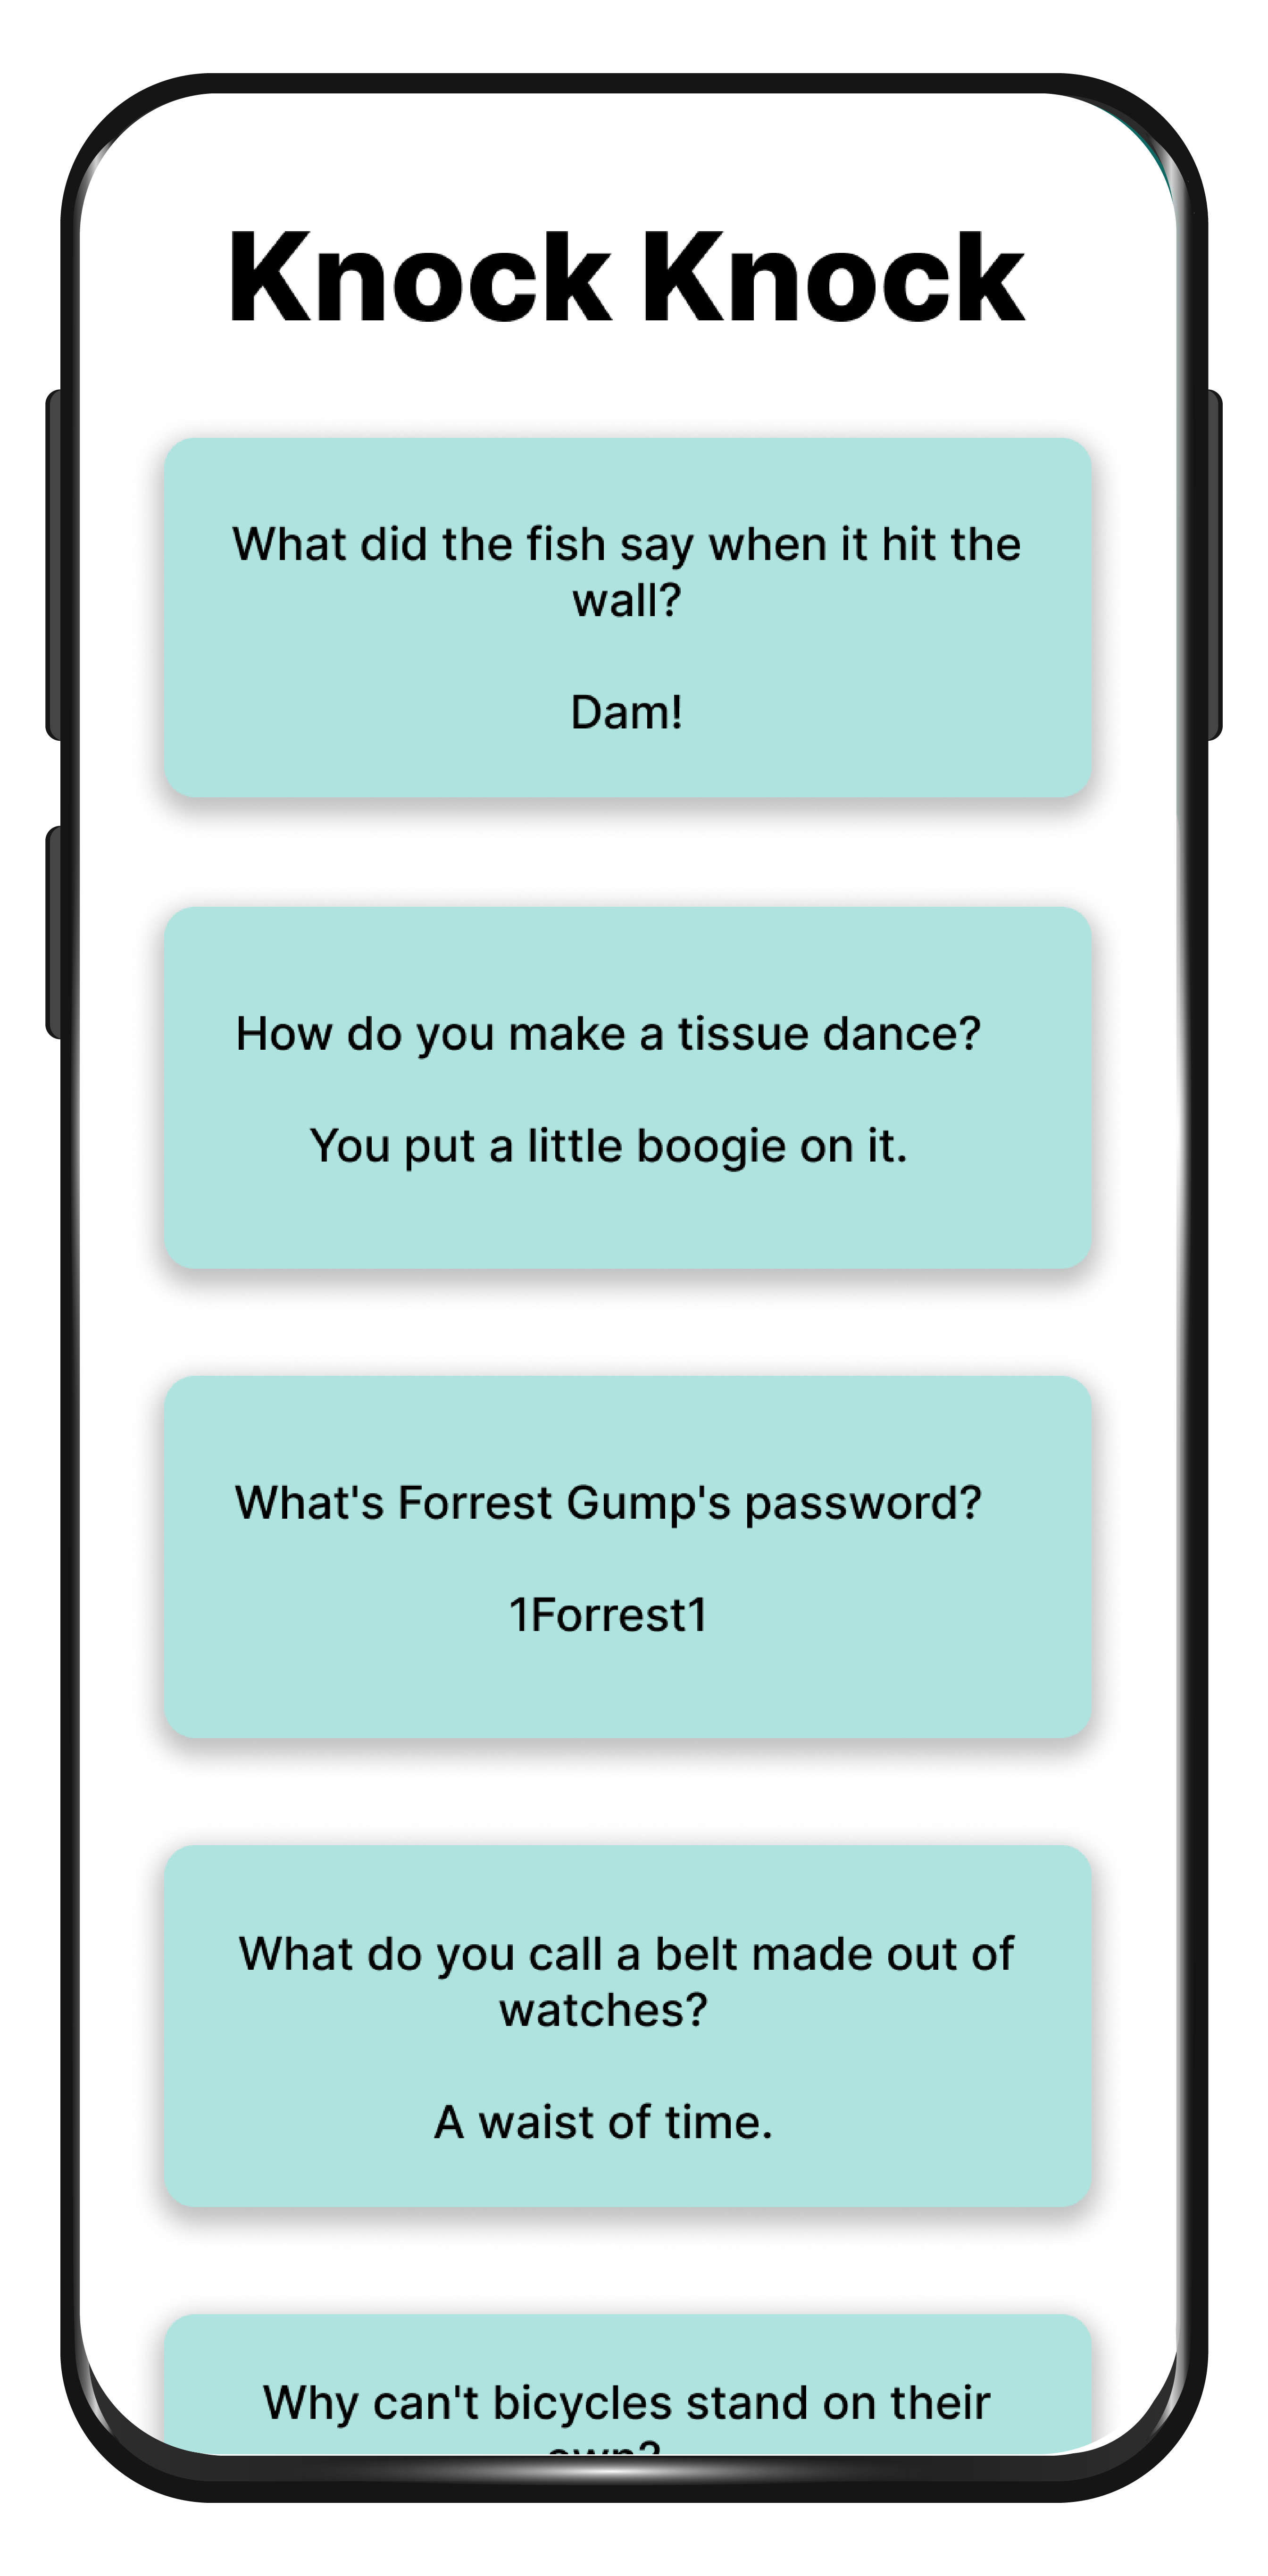 Knock Knock
What did the fish say when it hit the
wall?
Dam!
How do you make a tissue dance?
You put a little boogie on it.
What's Forrest Gump's password?
1Forrest1
What do you call a belt made out of
watches?
A waist of time.
Why can't bicycles stand on their
own?